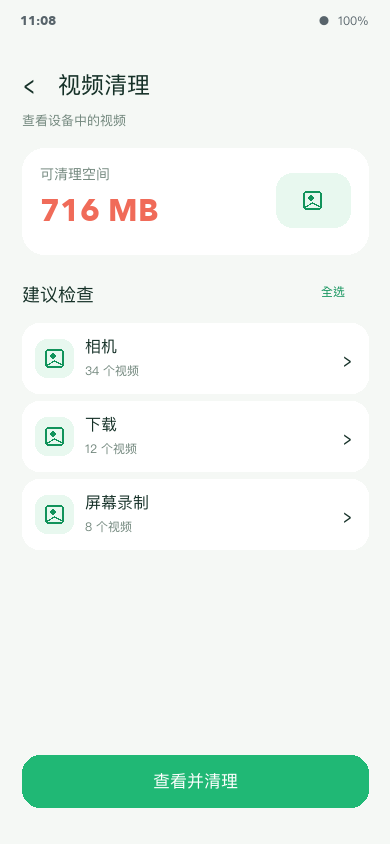 11:08
100%
视频清理
查看设备中的视频
可清理空间
716 MB
建议检查
全选
相机
34 个视频
下载
12 个视频
屏幕录制
8 个视频
查看并清理